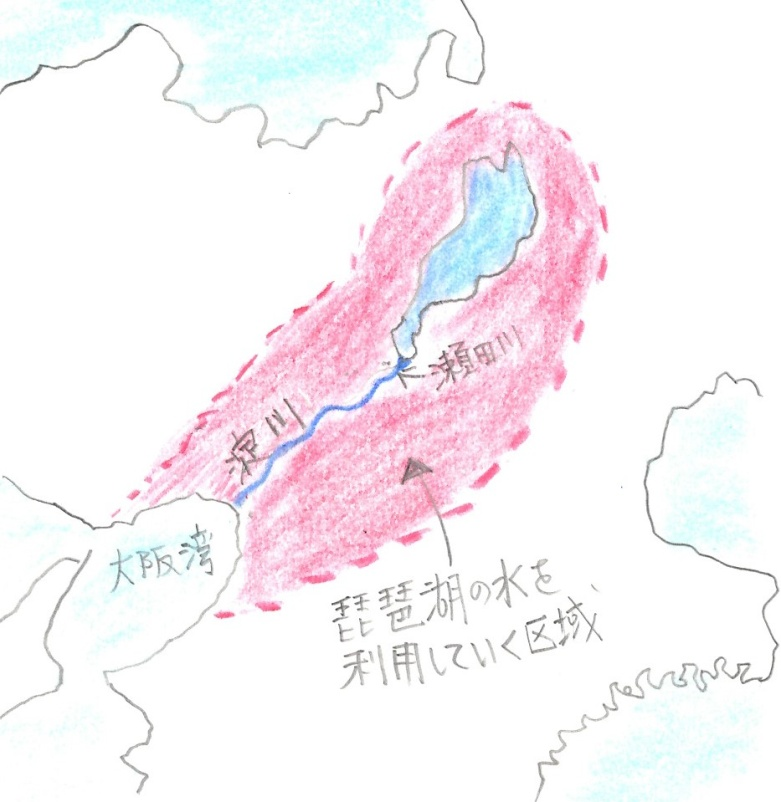 瀬田川
淀川
大阪湾
琵琶湖の水を
利用していく区域